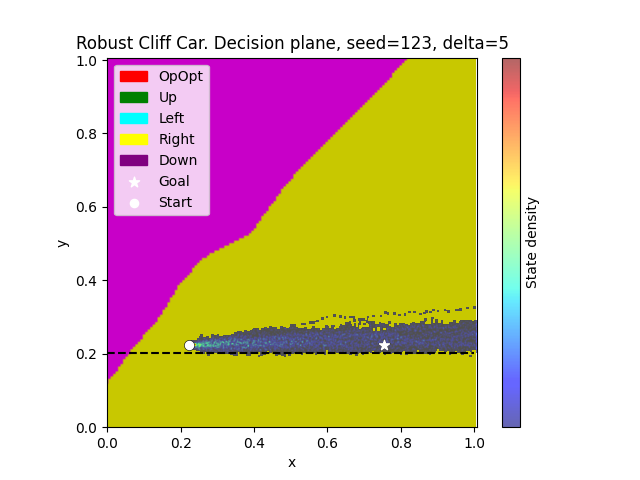 Robust Cliff Car. Decision plane, seed=123, delta=5
OpOpt
Up
Left
Right
Down
Goal
Start
1.0
0.8
0.6
0.4
0.2
0.0
y
0.0 0.2 0.4 0.6 0.8 1.0
x
State density